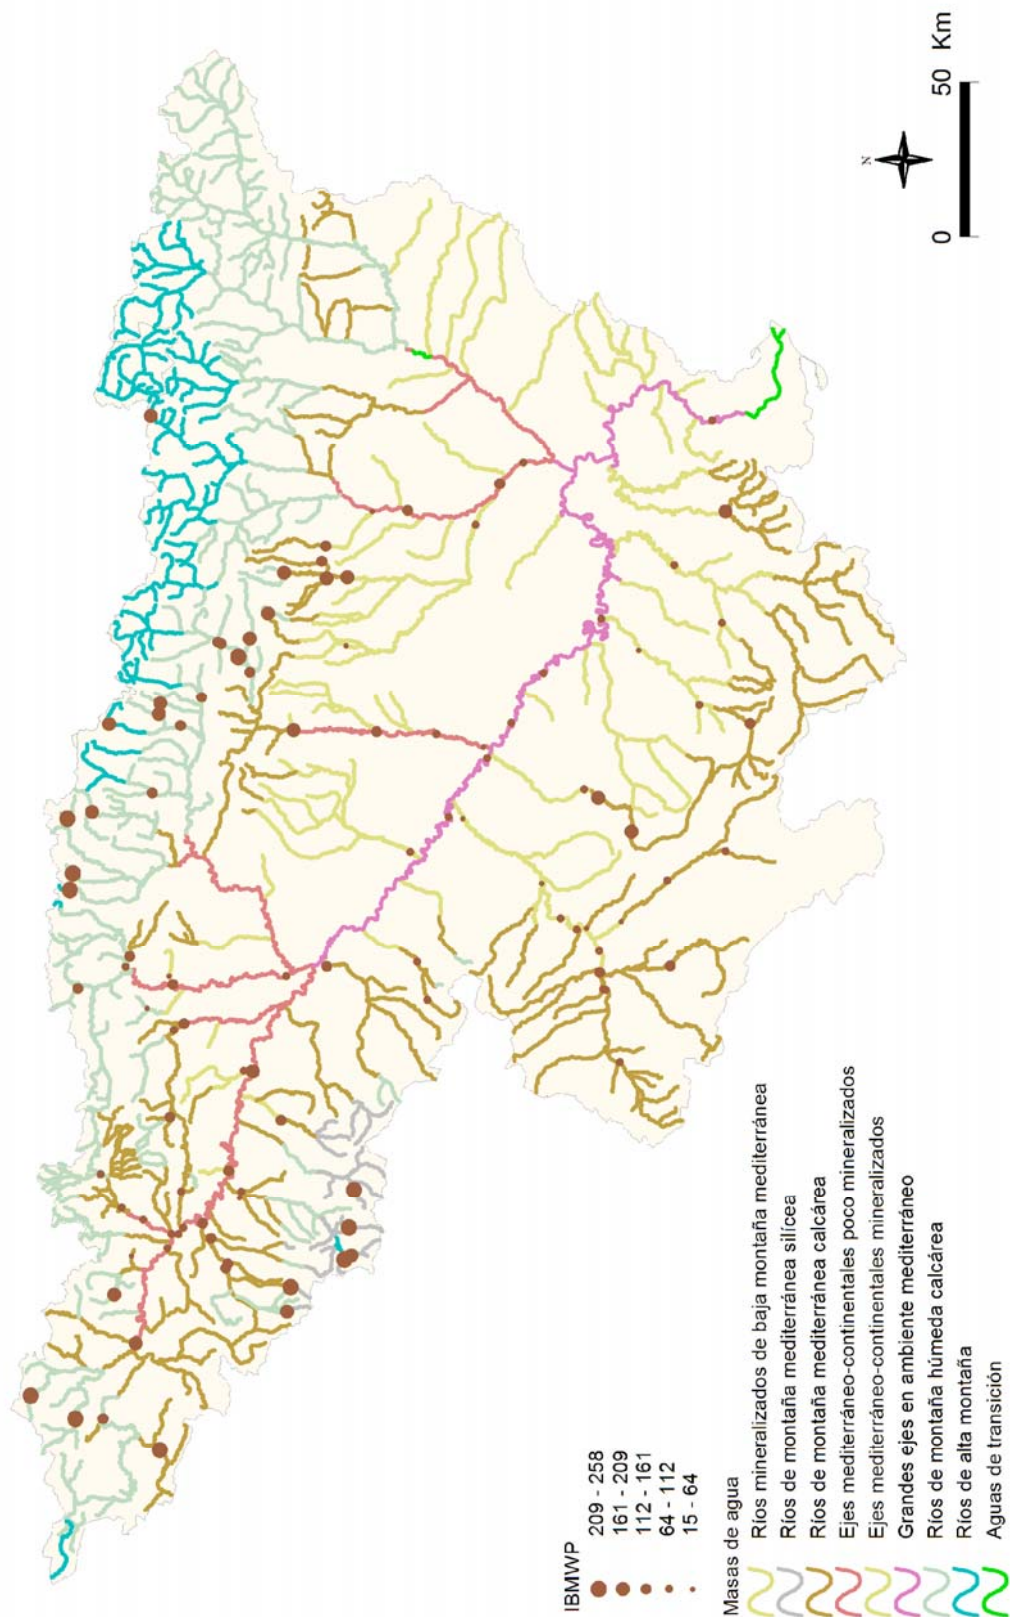 IBMWP
209 - 258
161 - 209
112 - 161
64 - 112
15 - 64
Masas de agua
Ríos mineralizados de baja montaña mediterránea
Ríos de montaña mediterránea silícea
Ríos de montaña mediterránea calcárea
Ejes mediterráneo-continentales poco mineralizados
Ejes mediterráneo-continentales mineralizados
Grandes ejes en ambiente mediterráneo
Ríos de montaña húmeda calcárea
Ríos de alta montaña
Aguas de transición
N
0 50 Km